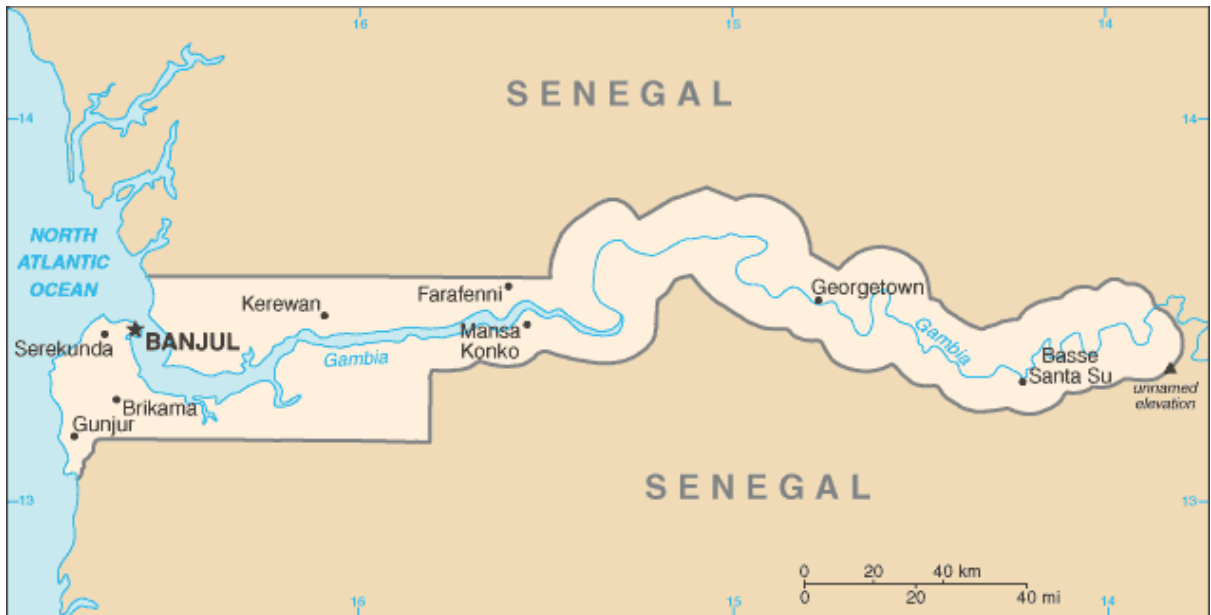 16
15
14
SENEGAL
14
14
NORTH
ATLANTIC
OCEAN
Georgetown
Farafenni
Kerewan
BANJUL
Serekunda
Mansa
Konko
Gambia
Gambia
Basse
Santa Su
unnamed
elevation
Brikama
Gunjur
SENEGAL
13
13
0 20 40 km
0 20 40 mi
16
15
14